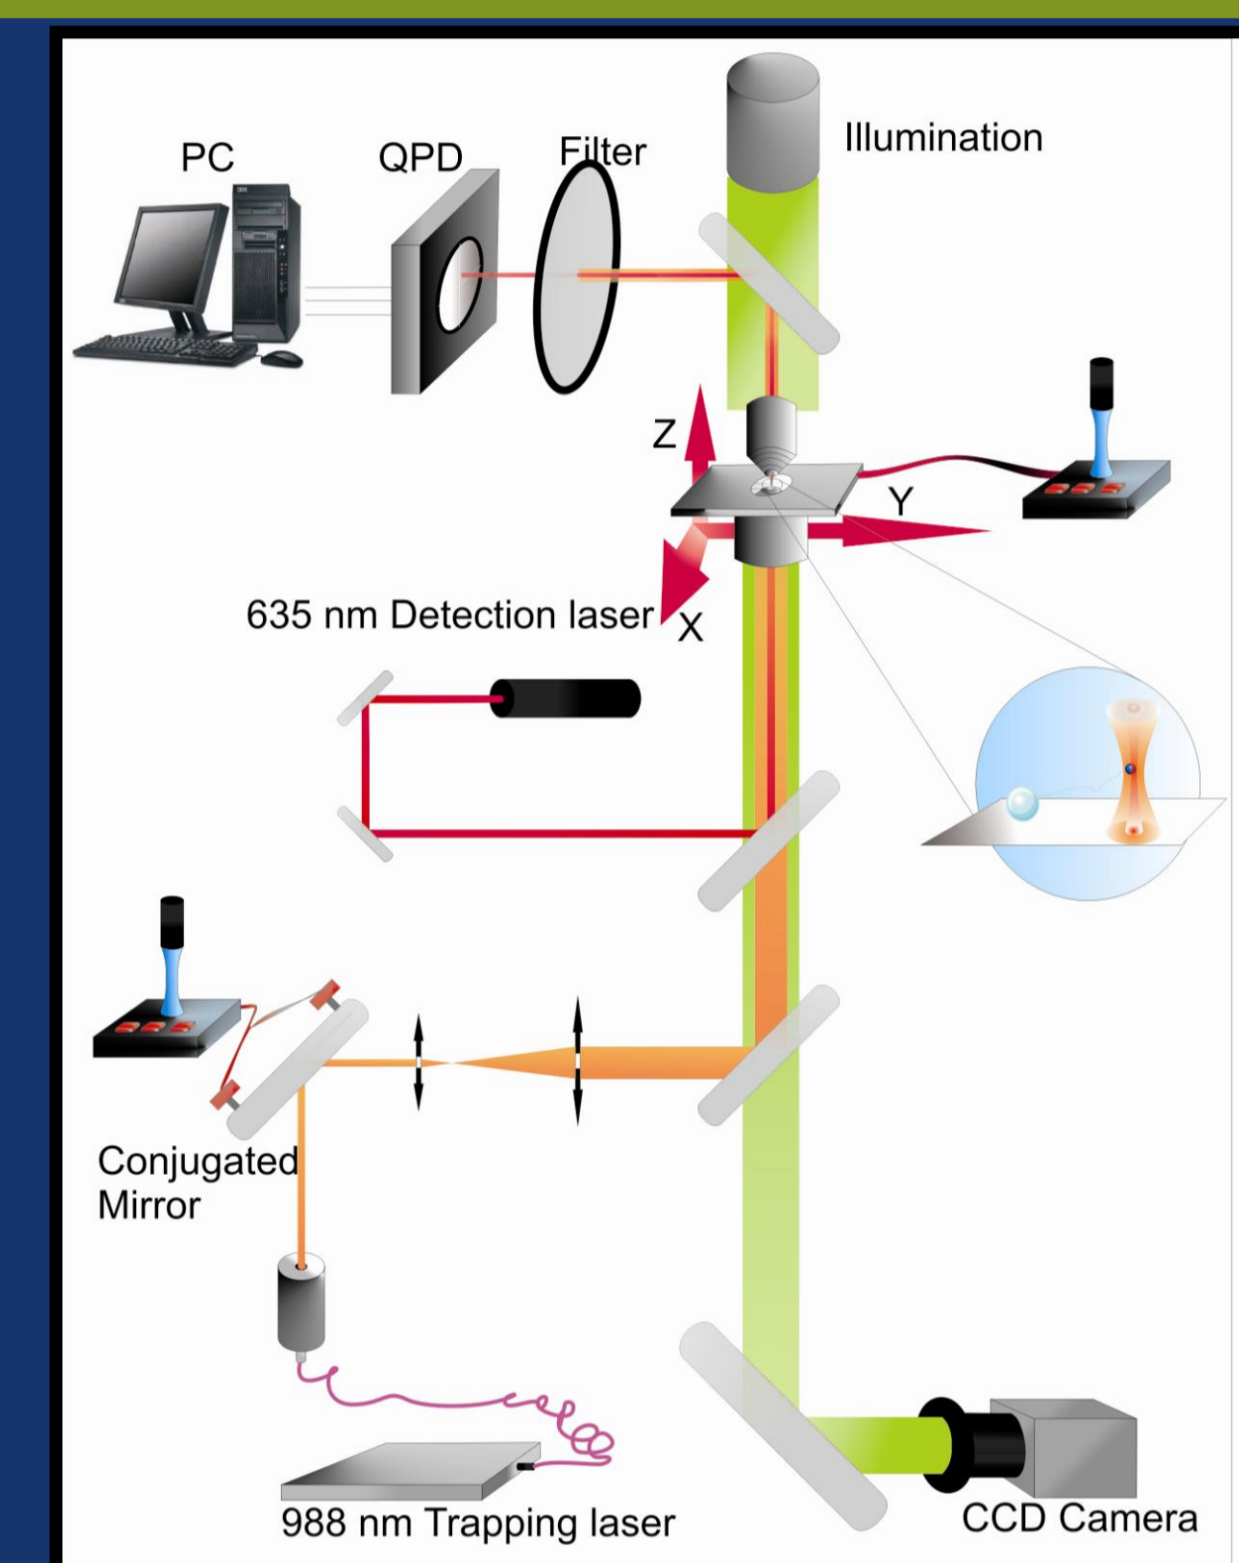 Illumination
PC
QPD
Filter
Z
Y
X
635 nm Detection laser
Conjugated
Mirror
988 nm Trapping laser
CCD Camera